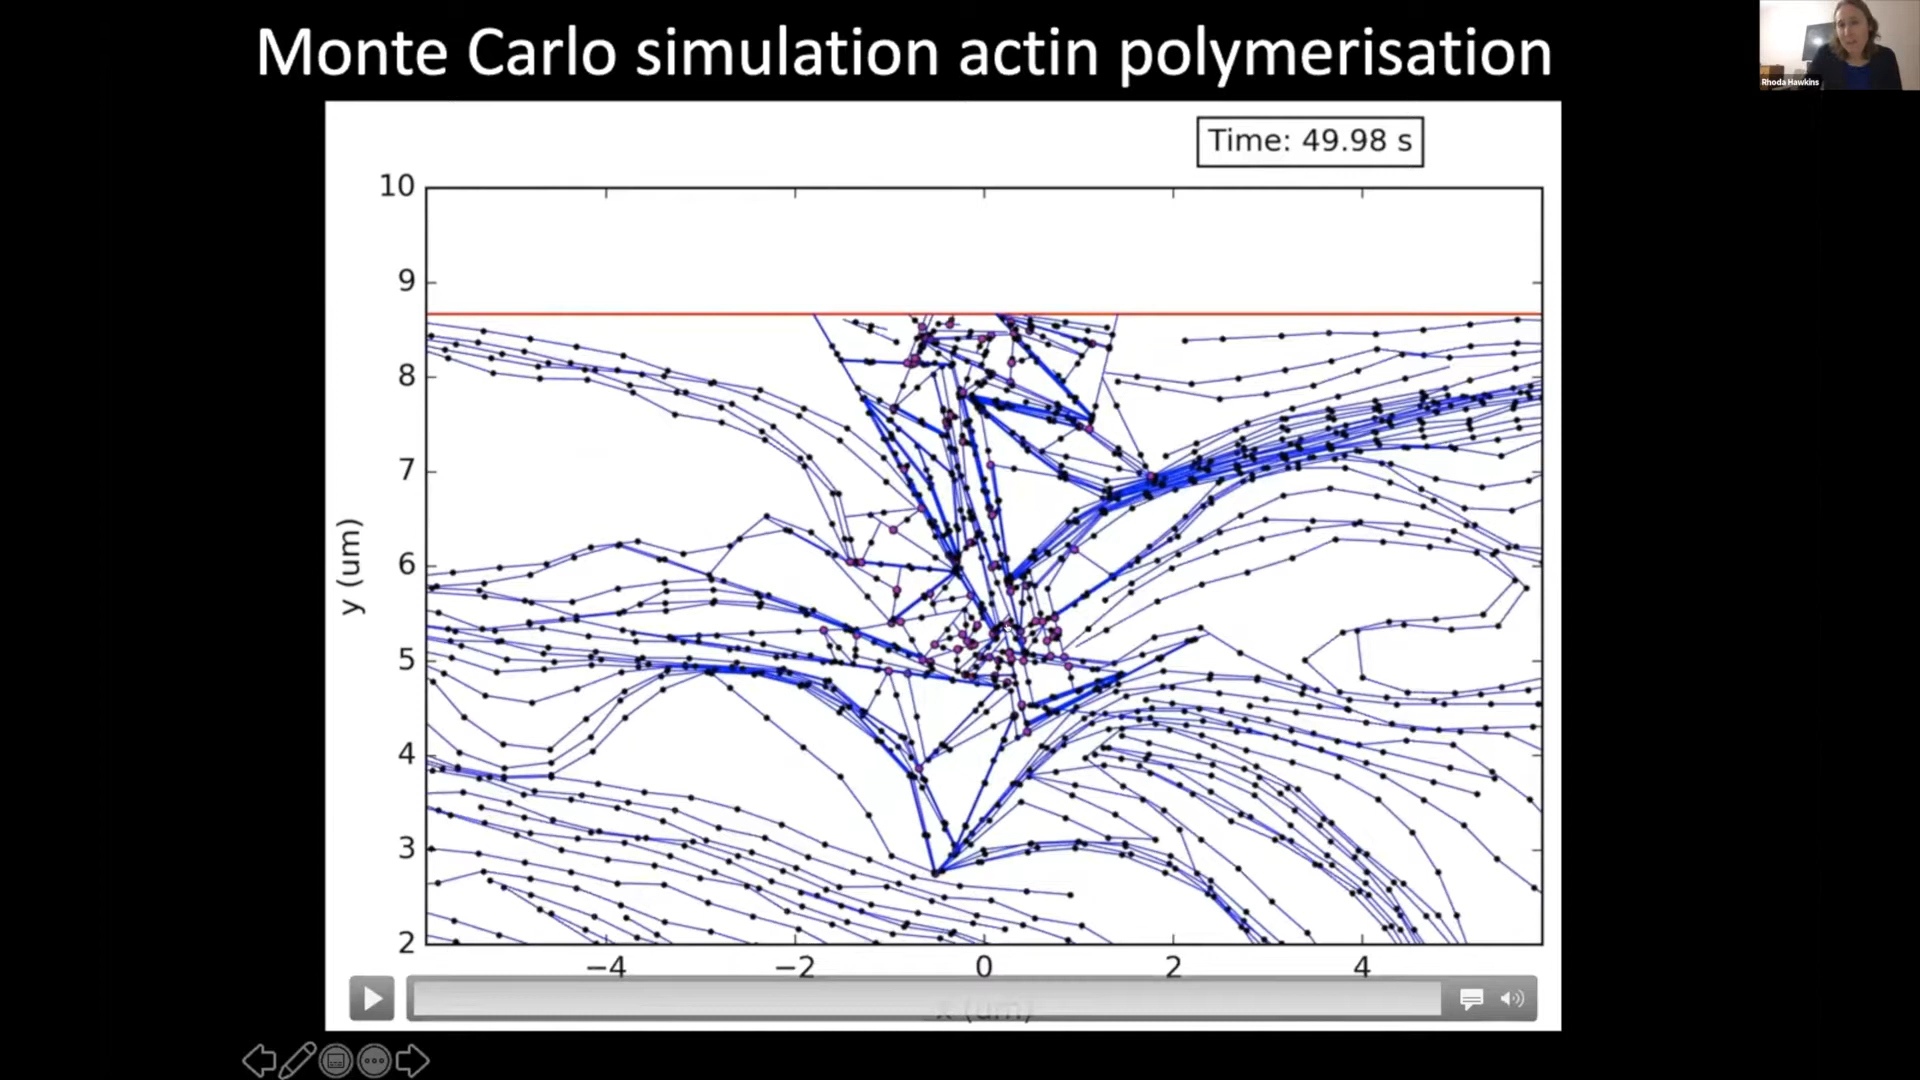 Monte Carlo simulation actin polymerisation
Rhoda Hawkins
Time: 49.98 s
10
9
8
7
6
5
4
3
2
y (um)
−4 −2 0 2 4
x (um)